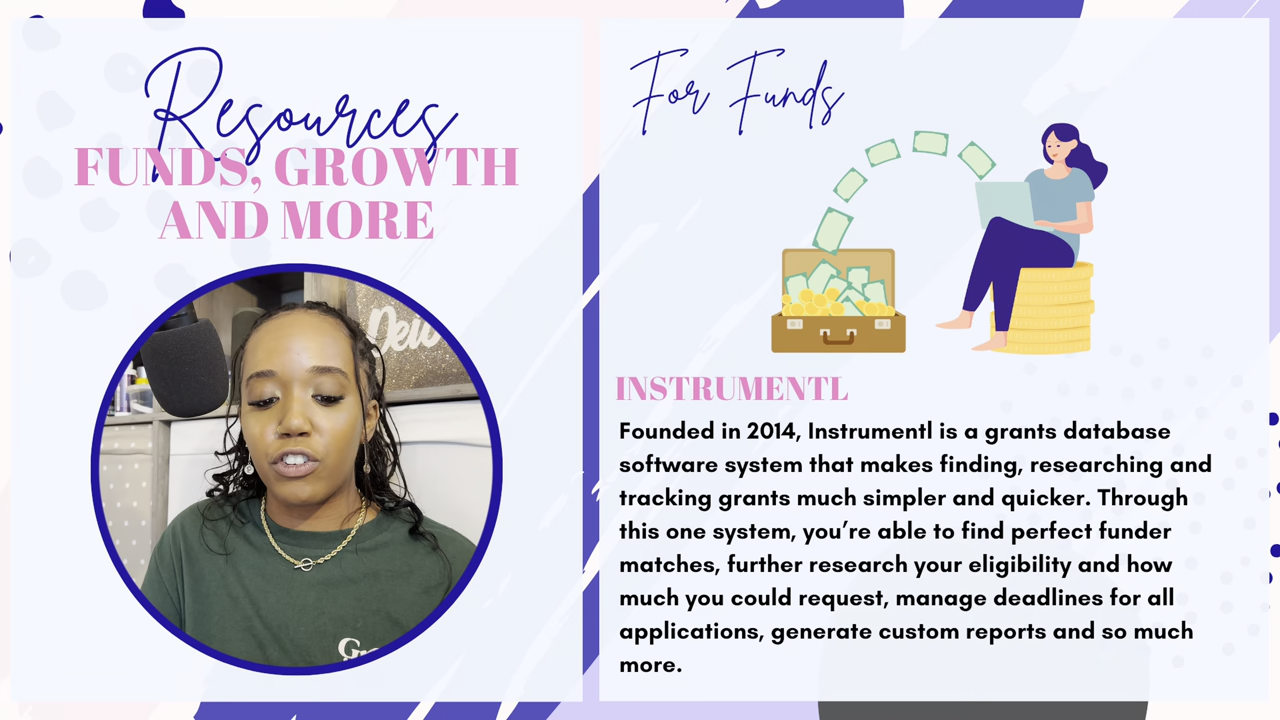 Resources
FUNDS, GROWTH
AND MORE
For Funds
INSTRUMENTL
Founded in 2014, Instrumentl is a grants database
software system that makes finding, researching and
tracking grants much simpler and quicker. Through
this one system, you’re able to find perfect funder
matches, further research your eligibility and how
much you could request, manage deadlines for all
applications, generate custom reports and so much
more.